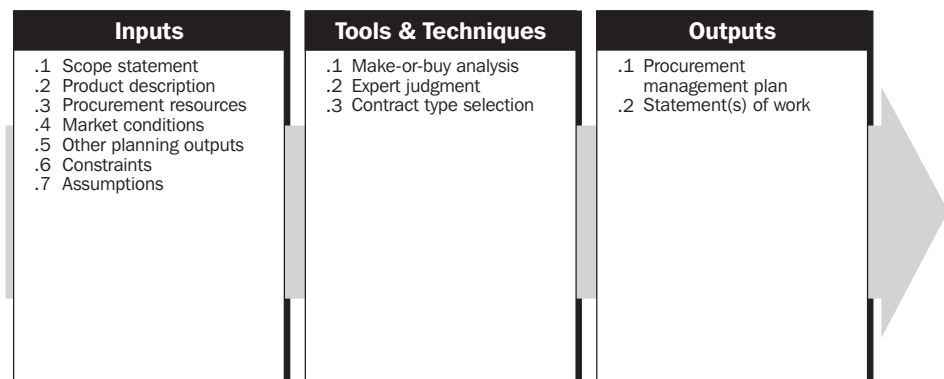 Inputs
.1 Scope statement
.2 Product description
.3 Procurement resources
.4 Market conditions
.5 Other planning outputs
.6 Constraints
.7 Assumptions
Tools & Techniques
.1 Make-or-buy analysis
.2 Expert judgment
.3 Contract type selection
Outputs
.1 Procurement
management plan
.2 Statement(s) of work